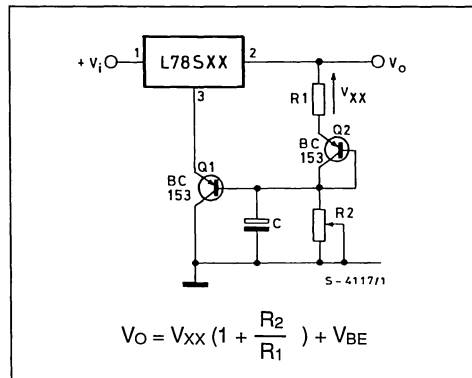 + Vi 1 L78SXX 2 Vo
3
R1 VXX
Q2
BC
153
Q1
BC
153
C
R2
S-4117/1
VO = VXX (1 + R2/R1) + VBE